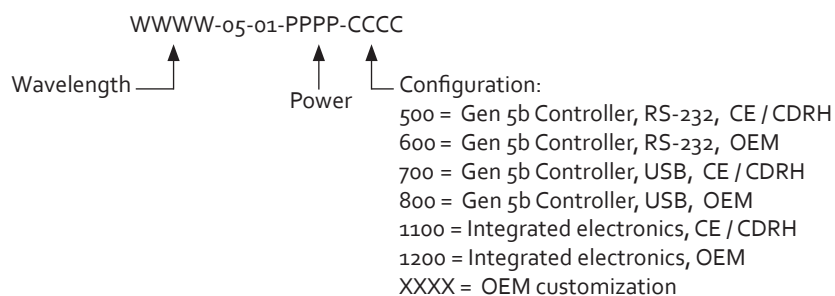 WWWW-05-01-PPPP-CCCC
Wavelength
Power
Configuration:
500 = Gen 5b Controller, RS-232, CE / CDRH
600 = Gen 5b Controller, RS-232, OEM
700 = Gen 5b Controller, USB, CE / CDRH
800 = Gen 5b Controller, USB, OEM
1100 = Integrated electronics, CE / CDRH
1200 = Integrated electronics, OEM
XXXX = OEM customization